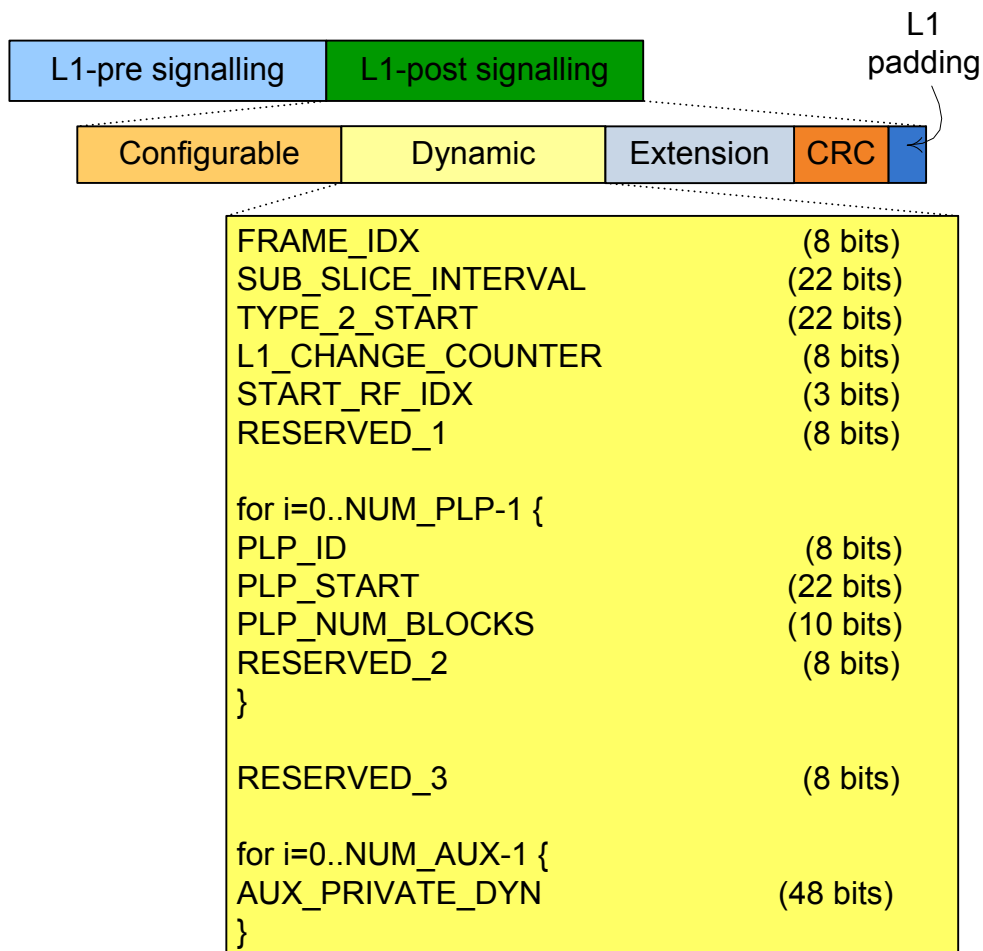 L1
padding
L1-pre signalling L1-post signalling
Configurable Dynamic Extension CRC
FRAME_IDX (8 bits)
SUB_SLICE_INTERVAL (22 bits)
TYPE_2_START (22 bits)
L1_CHANGE_COUNTER (8 bits)
START_RF_IDX (3 bits)
RESERVED_1 (8 bits)
for i=0..NUM_PLP-1 {
PLP_ID (8 bits)
PLP_START (22 bits)
PLP_NUM_BLOCKS (10 bits)
RESERVED_2 (8 bits)
}
RESERVED_3 (8 bits)
for i=0..NUM_AUX-1 {
AUX_PRIVATE_DYN (48 bits)
}